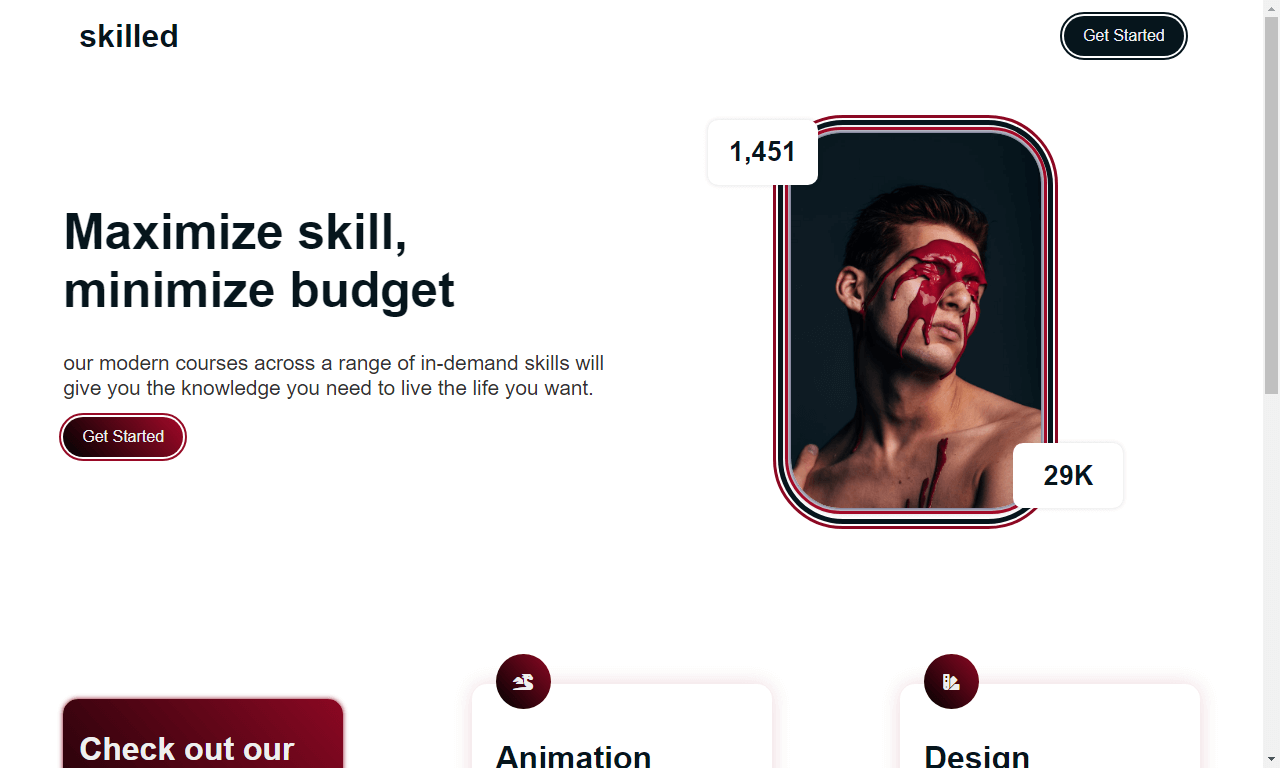 skilled
Get Started
1,451
Maximize skill,
minimize budget
our modern courses across a range of in-demand skills will
give you the knowledge you need to live the life you want.
Get Started
29K
Check out our
Animation
Design